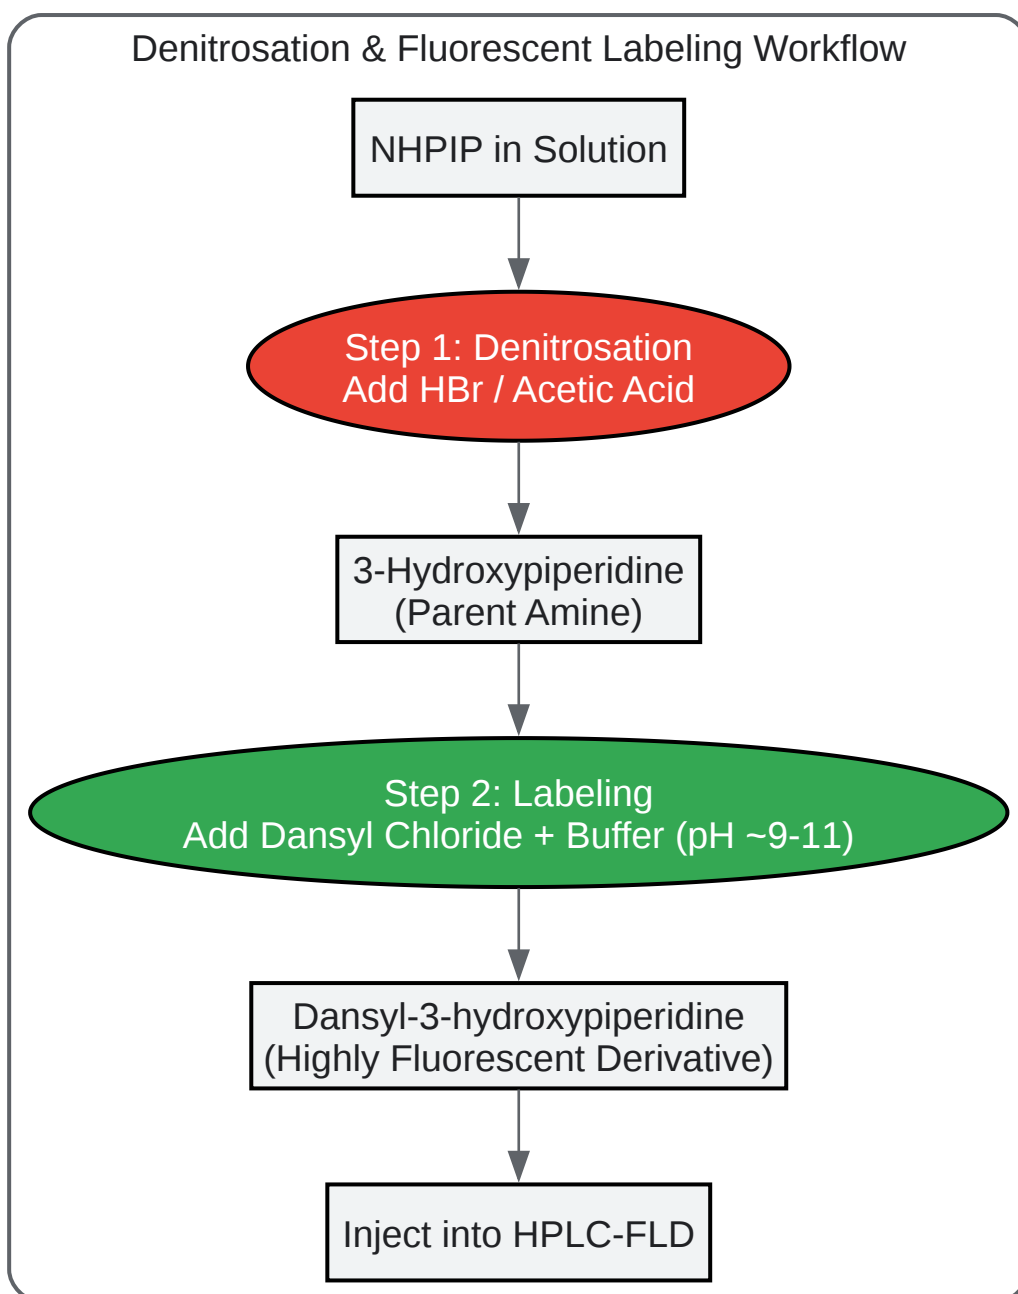 Denitrosation & Fluorescent Labeling Workflow
NHPIP in Solution
Step 1: Denitrosation
Add HBr / Acetic Acid
3-Hydroxypiperidine
(Parent Amine)
Step 2: Labeling
Add Dansyl Chloride + Buffer (pH ~9-11)
Dansyl-3-hydroxypiperidine
(Highly Fluorescent Derivative)
Inject into HPLC-FLD